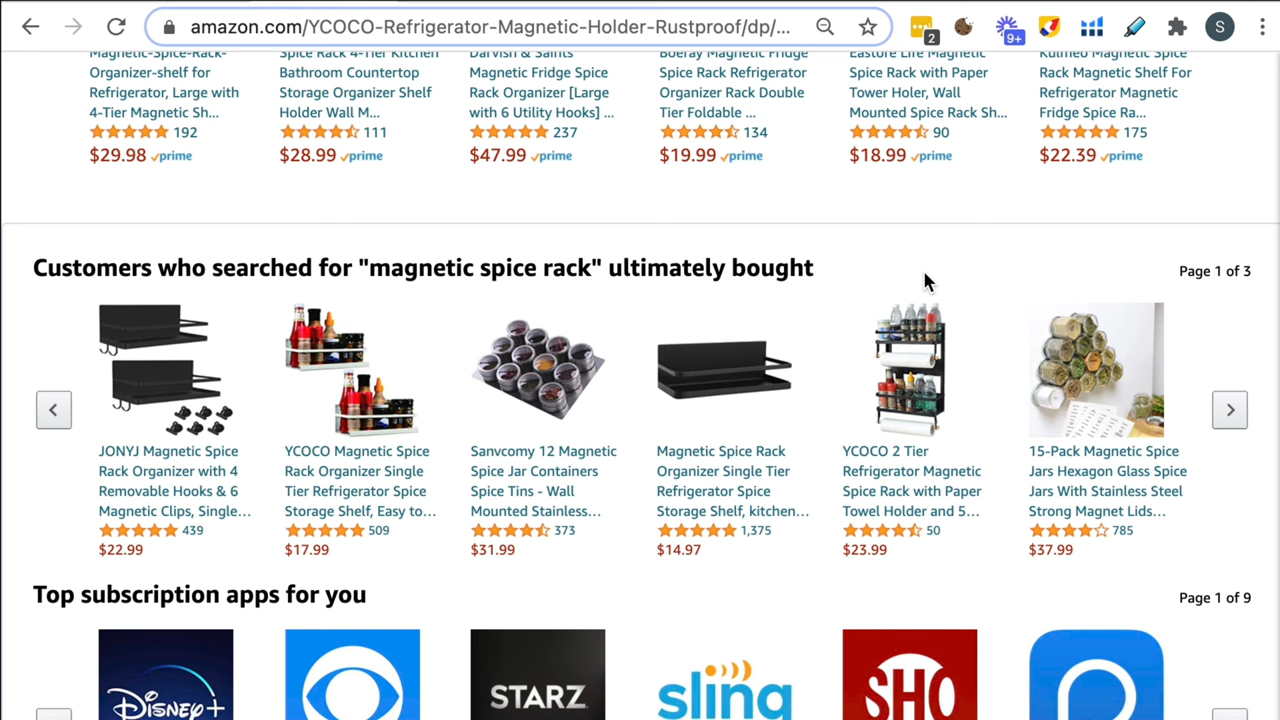 amazon.com/YCOCO-Refrigerator-Magnetic-Holder-Rustproof/dp/...
2
9+
S
Magnetic-Spice-Rack-
Organizer-shelf for
Refrigerator, Large with
4-Tier Magnetic Sh...
192
$29.98 prime
Spice Rack 4-Tier Kitchen
Bathroom Countertop
Storage Organizer Shelf
Holder Wall M...
111
$28.99 prime
Darvish & Saints
Magnetic Fridge Spice
Rack Organizer [Large
with 6 Utility Hooks] ...
237
$47.99 prime
Boeray Magnetic Fridge
Spice Rack Refrigerator
Organizer Rack Double
Tier Foldable ...
134
$19.99 prime
Eastore Life Magnetic
Spice Rack with Paper
Tower Holer, Wall
Mounted Spice Rack Sh...
90
$18.99 prime
Rack Magnetic Shelf For
Refrigerator Magnetic
Fridge Spice Ra...
175
$22.39 prime
Customers who searched for "magnetic spice rack" ultimately bought
Page 1 of 3
JONYJ Magnetic Spice
Rack Organizer with 4
Removable Hooks & 6
Magnetic Clips, Single...
439
$22.99
YCOCO Magnetic Spice
Rack Organizer Single
Tier Refrigerator Spice
Storage Shelf, Easy to...
509
$17.99
Sanvcomy 12 Magnetic
Spice Jar Containers
Spice Tins - Wall
Mounted Stainless...
373
$31.99
Magnetic Spice Rack
Organizer Single Tier
Refrigerator Spice
Storage Shelf, kitchen...
1,375
$14.97
YCOCO 2 Tier
Refrigerator Magnetic
Spice Rack with Paper
Towel Holder and 5...
50
$23.99
15-Pack Magnetic Spice
Jars Hexagon Glass Spice
Jars With Stainless Steel
Strong Magnet Lids...
785
$37.99
Top subscription apps for you
Page 1 of 9
Disney+
STARZ
sling
SHO